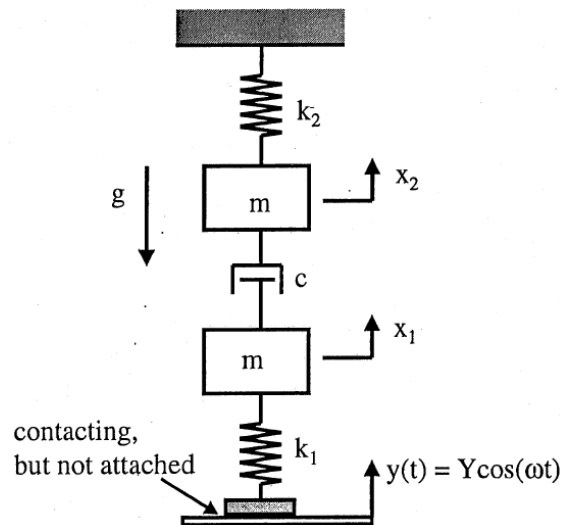 k₂
x₂
g
m
c
x₁
m
contacting,
but not attached
k₁
y(t) = Ycos(ωt)